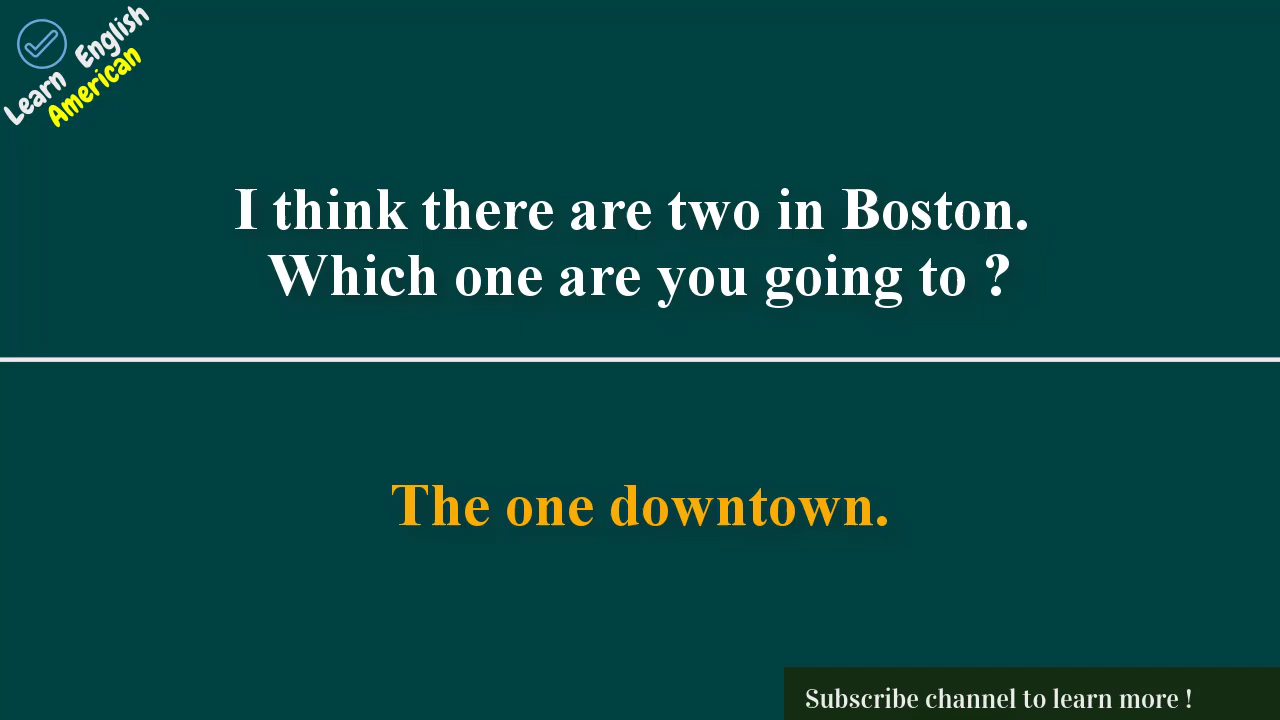 Learn English
American
I think there are two in Boston.
Which one are you going to ?
The one downtown.
Subscribe channel to learn more !